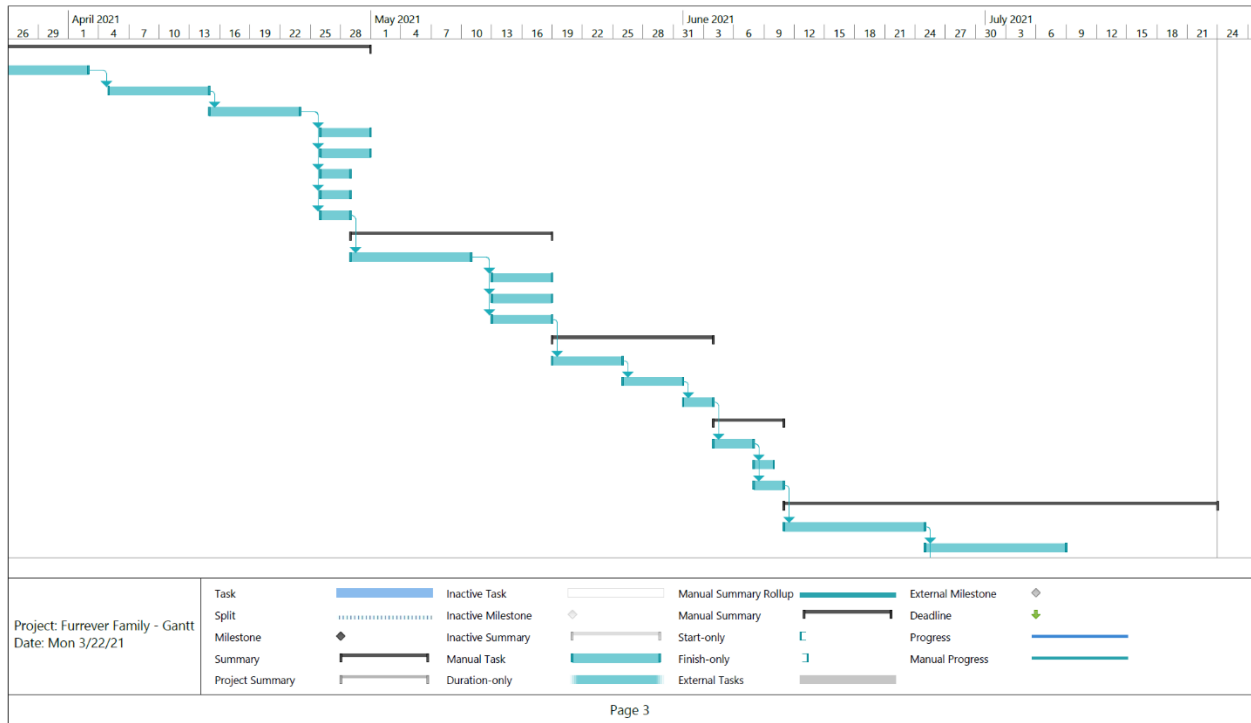 April 2021 May 2021 June 2021 July 2021
26 29 1 4 7 10 13 16 19 22 25 28 1 4 7 10 13 16 19 22 25 28 31 3 6 9 12 15 18 21 24 27 30 3 6 9 12 15 18 21 24
Project: Furrever Family - Gantt
Date: Mon 3/22/21
Task
Split
Milestone
Summary
Project Summary
Inactive Task
Inactive Milestone
Inactive Summary
Manual Task
Duration-only
Manual Summary Rollup
Manual Summary
Start-only
Finish-only
External Tasks
External Milestone
Deadline
Progress
Manual Progress
Page 3